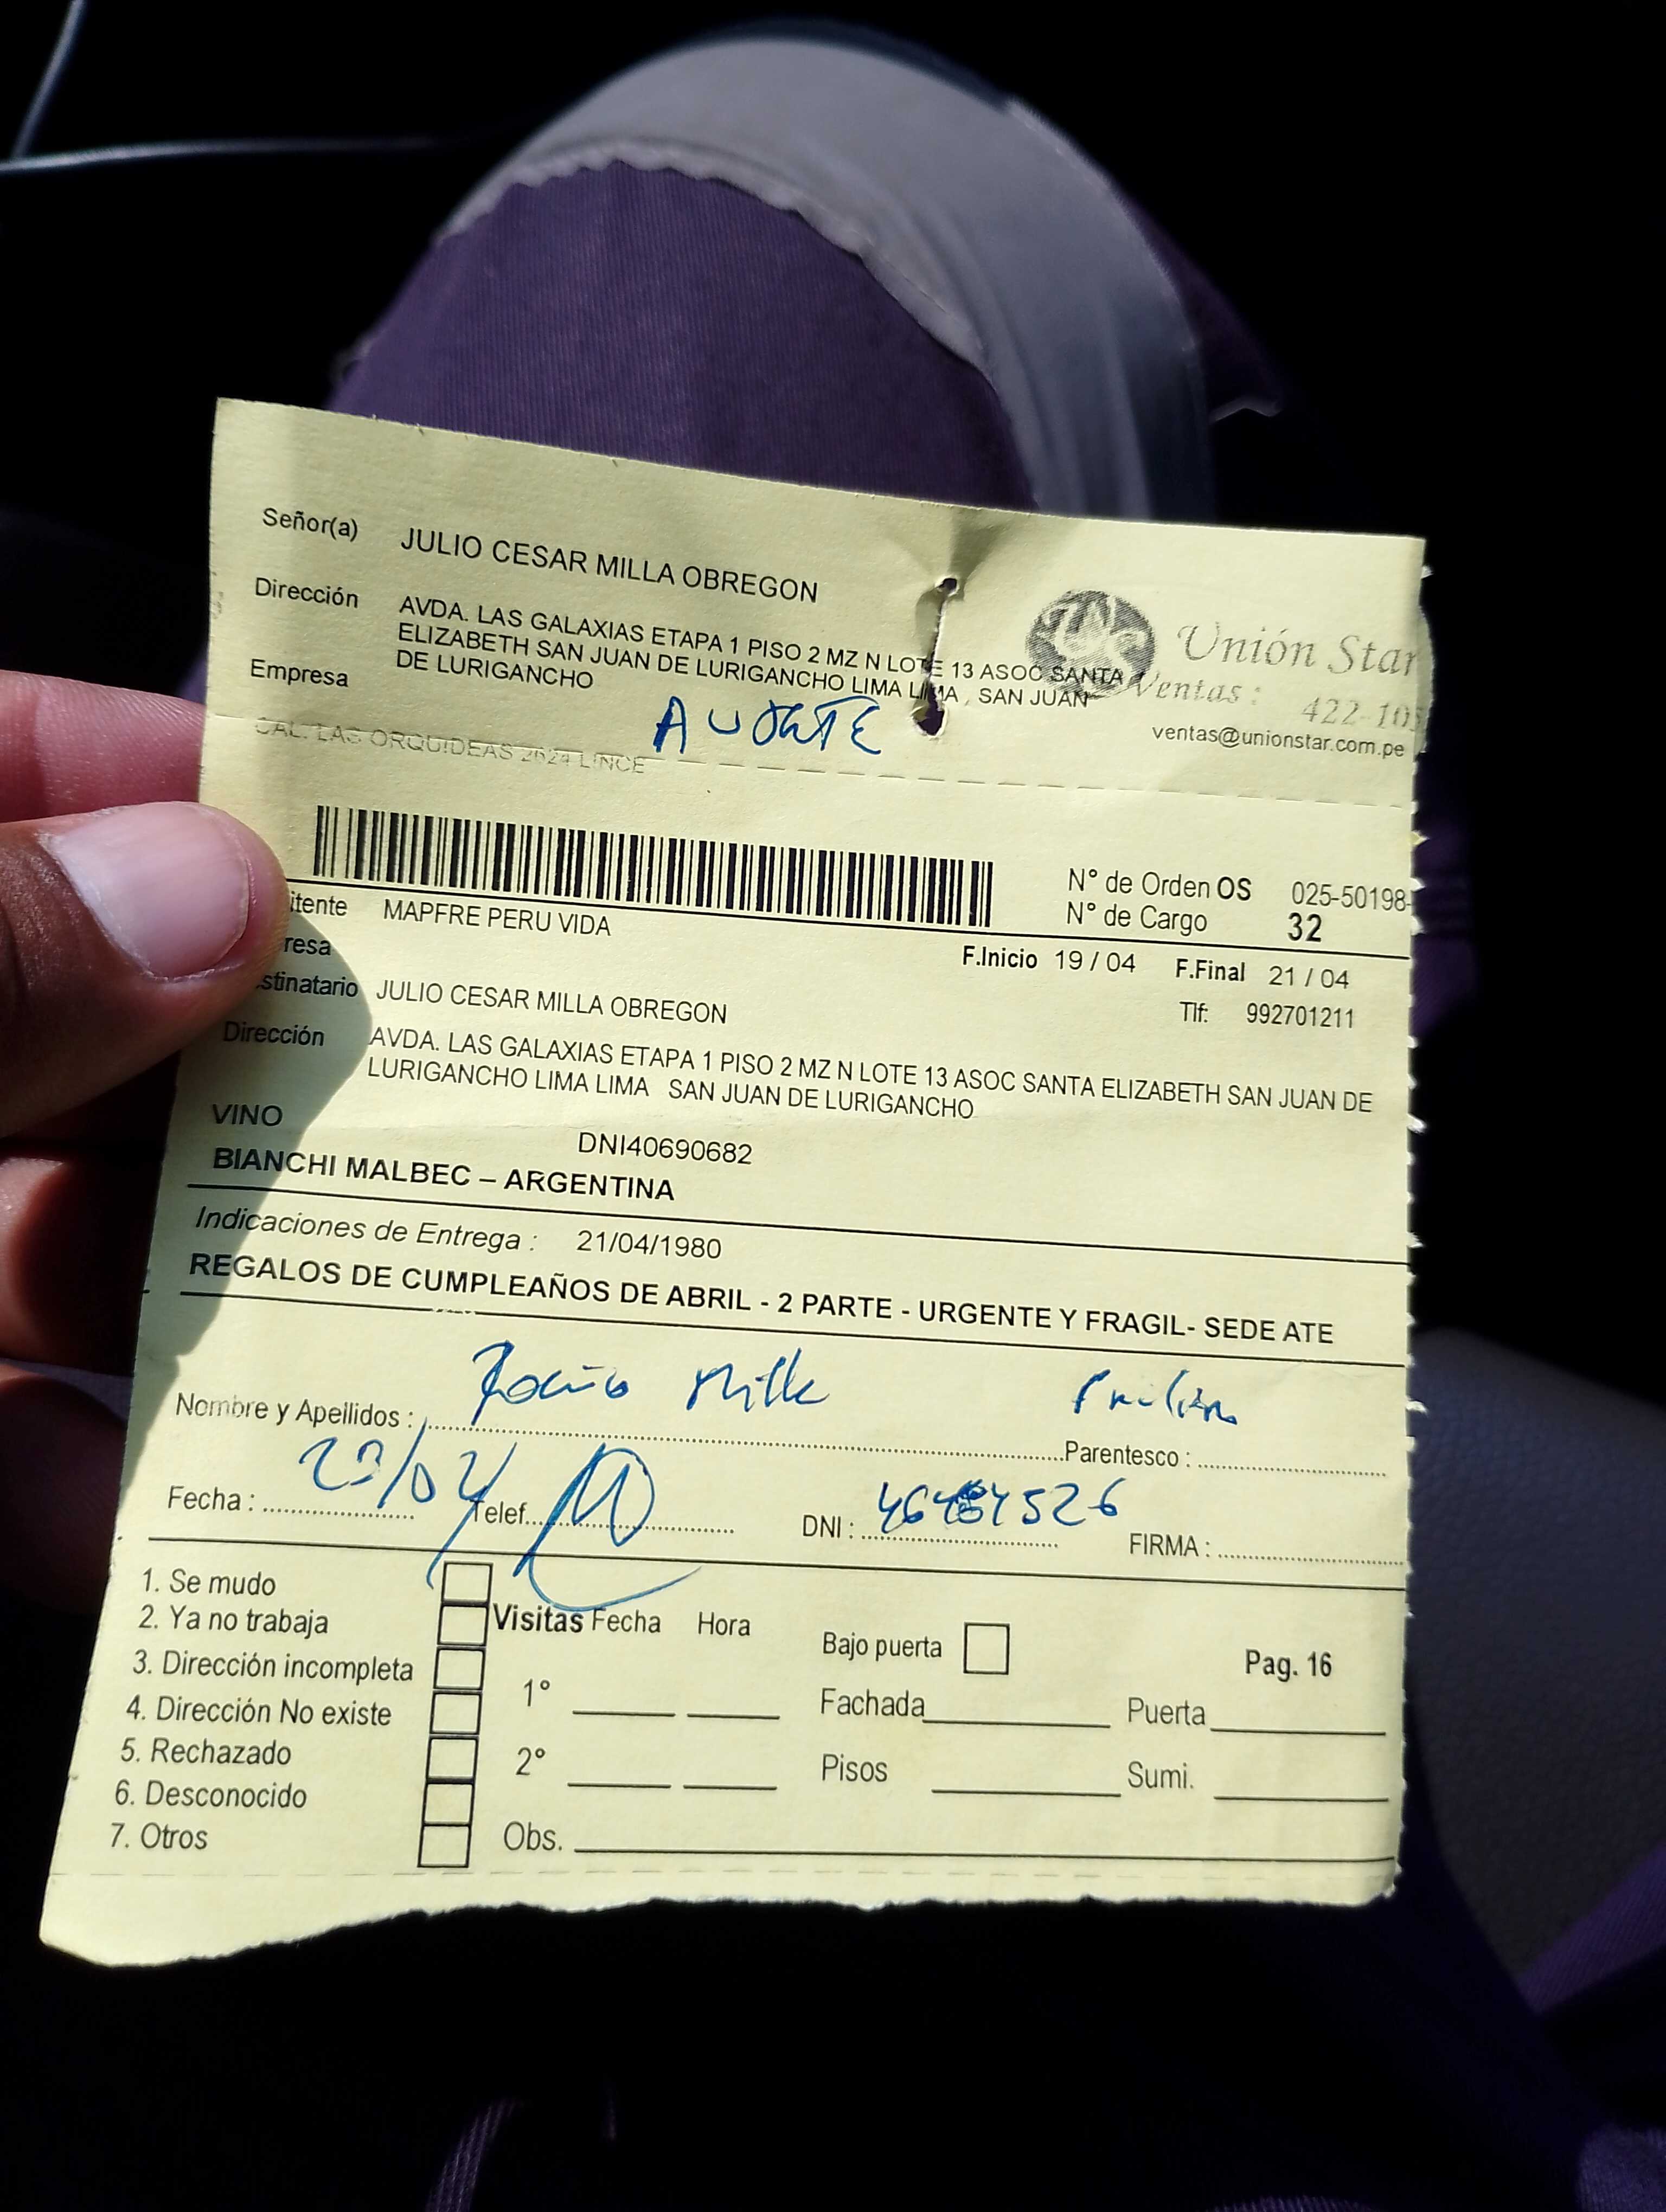 Señor(a) JULIO CESAR MILLA OBREGON
Dirección AVDA. LAS GALAXIAS ETAPA 1 PISO 2 MZ N LOTE 13 ASOC SANTA
ELIZABETH SAN JUAN DE LURIGANCHO LIMA LIMA , SAN JUAN
DE LURIGANCHO
Empresa
Unión Star
Ventas : 422-105
ventas@unionstar.com.pe
CAL. LAS ORQUIDEAS 2624 LINCE
N° de Orden OS 025-50198-
N° de Cargo 32
itente MAPFRE PERU VIDA
resa
F.Inicio 19 / 04 F.Final 21 / 04
stinatario JULIO CESAR MILLA OBREGON
Tlf: 992701211
Dirección AVDA. LAS GALAXIAS ETAPA 1 PISO 2 MZ N LOTE 13 ASOC SANTA ELIZABETH SAN JUAN DE
LURIGANCHO LIMA LIMA SAN JUAN DE LURIGANCHO
VINO
DNI40690682
BIANCHI MALBEC – ARGENTINA
Indicaciones de Entrega : 21/04/1980
REGALOS DE CUMPLEAÑOS DE ABRIL - 2 PARTE - URGENTE Y FRAGIL- SEDE ATE
Nombre y Apellidos : Milla Parentesco :
Fecha : Telef. DNI : FIRMA :
1. Se mudo
2. Ya no trabaja
3. Dirección incompleta
4. Dirección No existe
5. Rechazado
6. Desconocido
7. Otros
Visitas Fecha Hora
1°
2°
Obs.
Bajo puerta
Pag. 16
Fachada Puerta
Pisos Sumi.